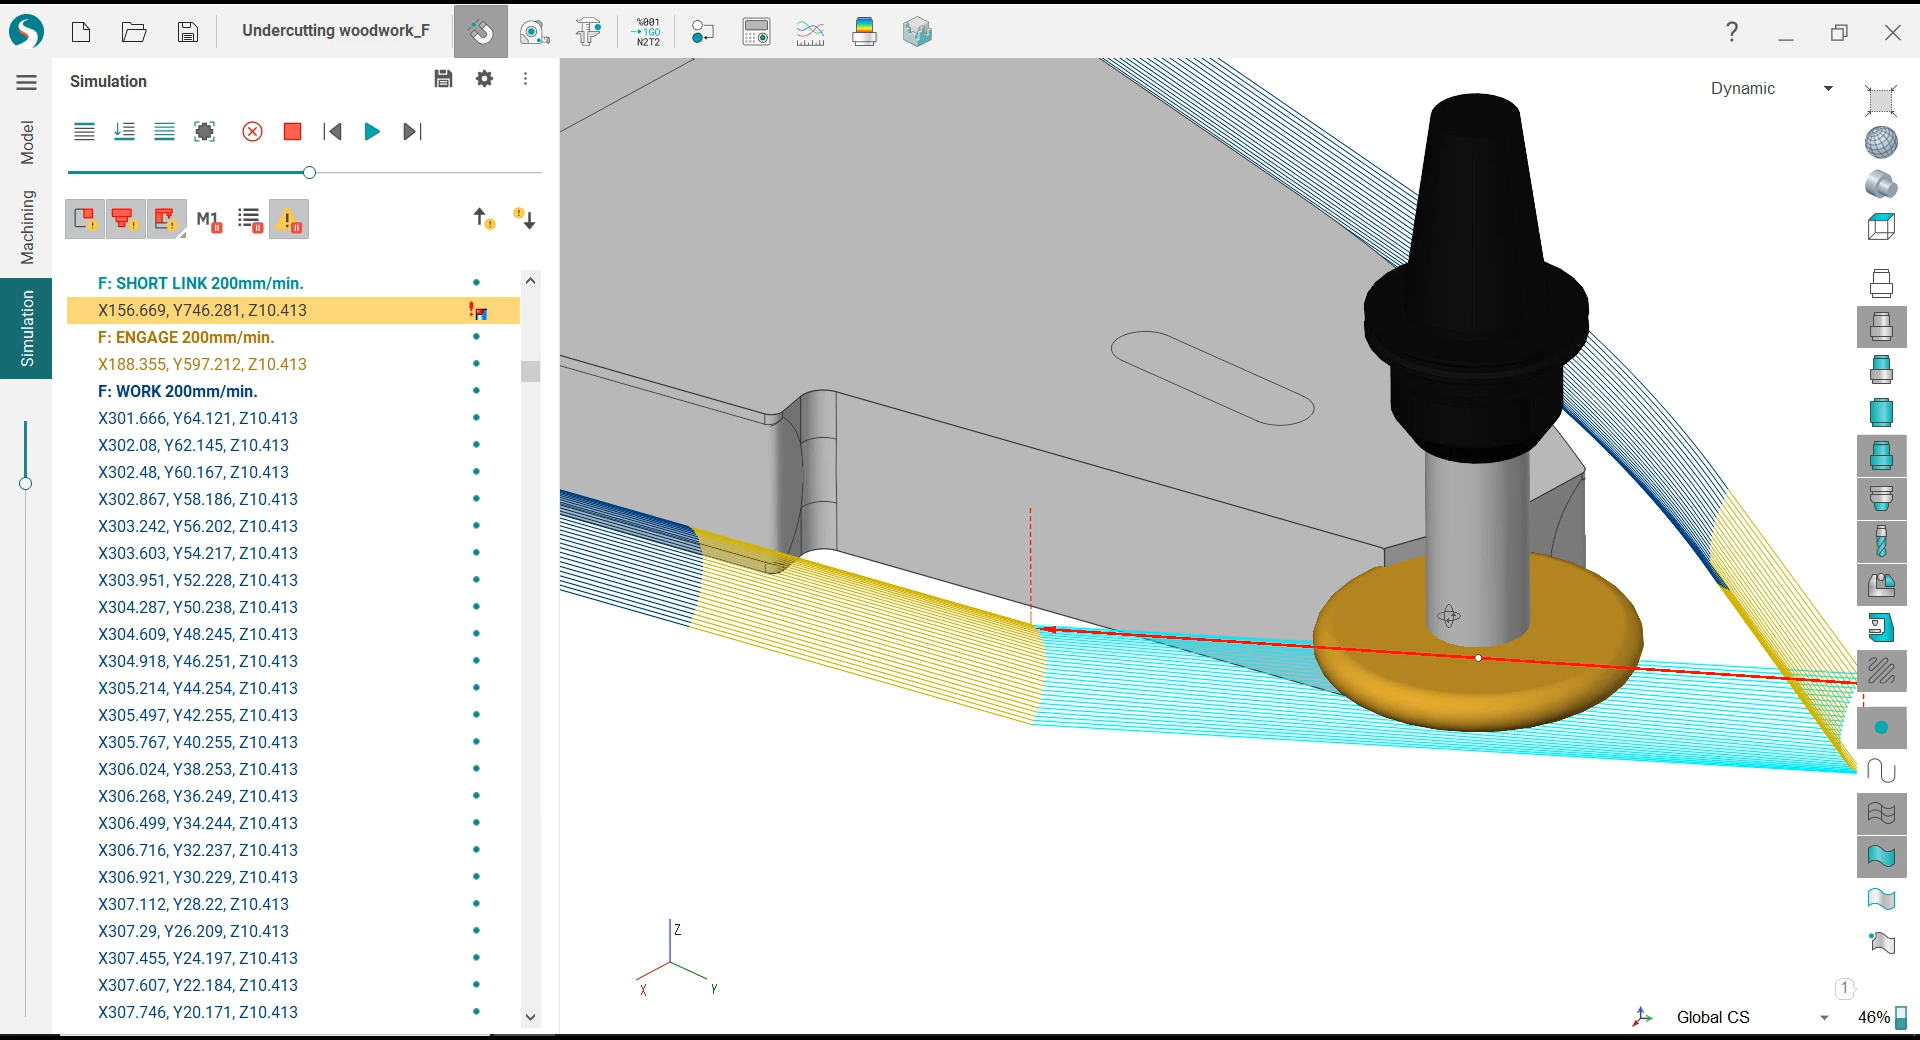 Undercutting woodwork_F
%001
1G0
N2T2
?
Simulation
Model
Machining
Simulation
M1
F: SHORT LINK 200mm/min.
X156.669, Y746.281, Z10.413
F: ENGAGE 200mm/min.
X188.355, Y597.212, Z10.413
F: WORK 200mm/min.
X301.666, Y64.121, Z10.413
X302.08, Y62.145, Z10.413
X302.48, Y60.167, Z10.413
X302.867, Y58.186, Z10.413
X303.242, Y56.202, Z10.413
X303.603, Y54.217, Z10.413
X303.951, Y52.228, Z10.413
X304.287, Y50.238, Z10.413
X304.609, Y48.245, Z10.413
X304.918, Y46.251, Z10.413
X305.214, Y44.254, Z10.413
X305.497, Y42.255, Z10.413
X305.767, Y40.255, Z10.413
X306.024, Y38.253, Z10.413
X306.268, Y36.249, Z10.413
X306.499, Y34.244, Z10.413
X306.716, Y32.237, Z10.413
X306.921, Y30.229, Z10.413
X307.112, Y28.22, Z10.413
X307.29, Y26.209, Z10.413
X307.455, Y24.197, Z10.413
X307.607, Y22.184, Z10.413
X307.746, Y20.171, Z10.413
Dynamic
Z
X
Y
1
Global CS
46%